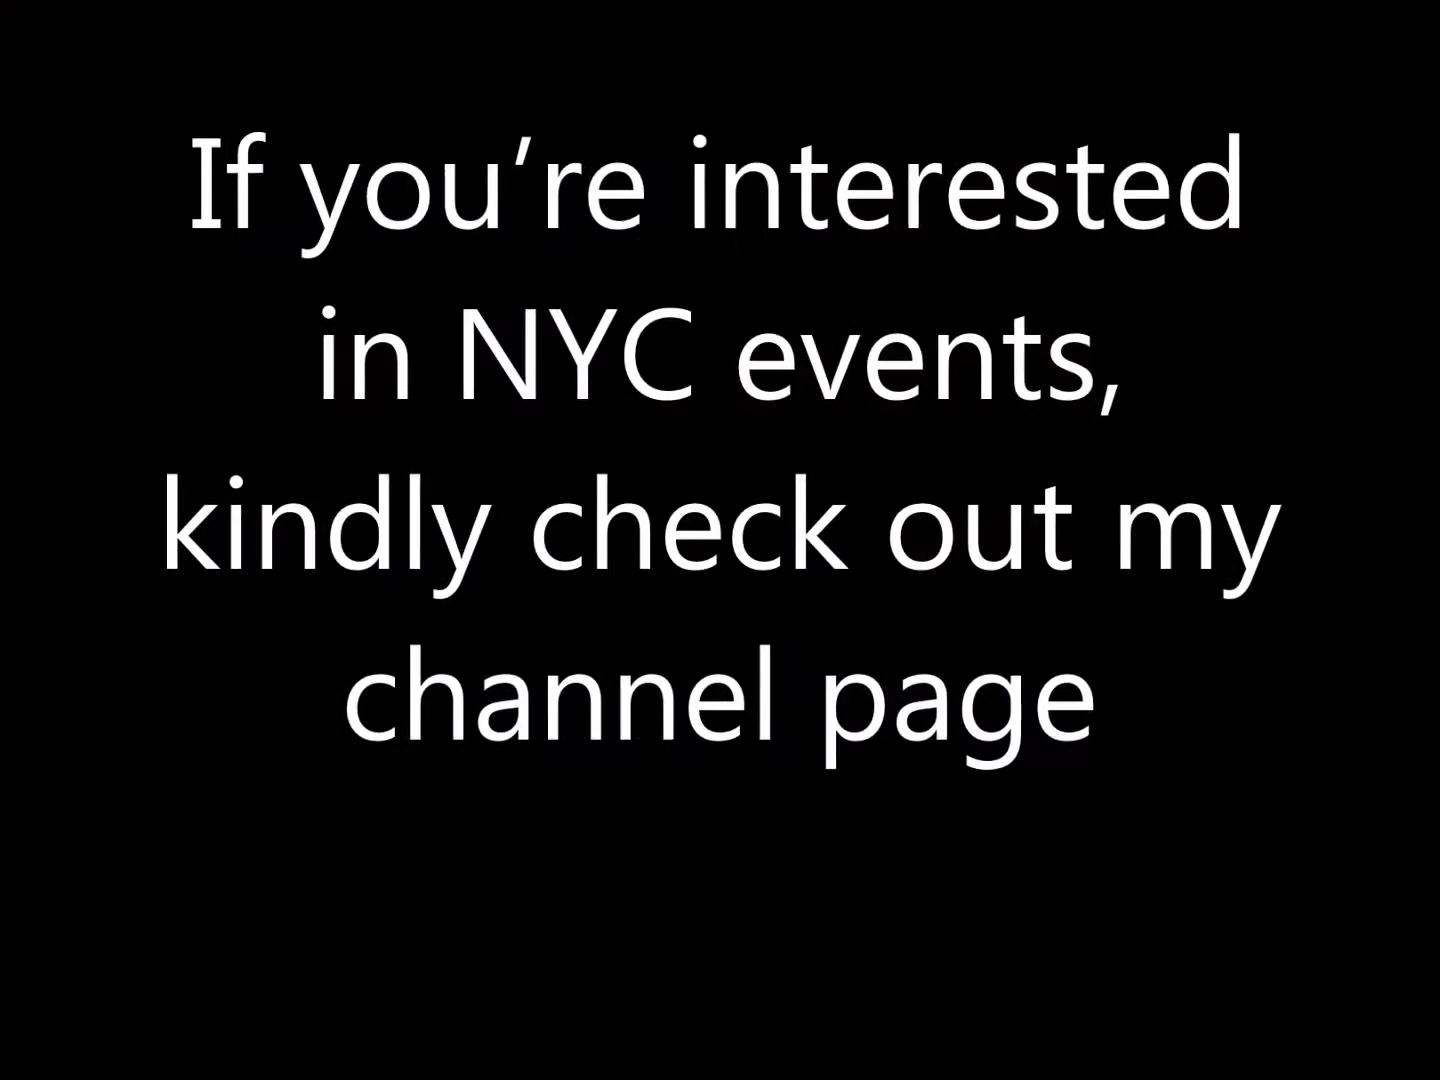 If you’re interested
in NYC events,
kindly check out my
channel page